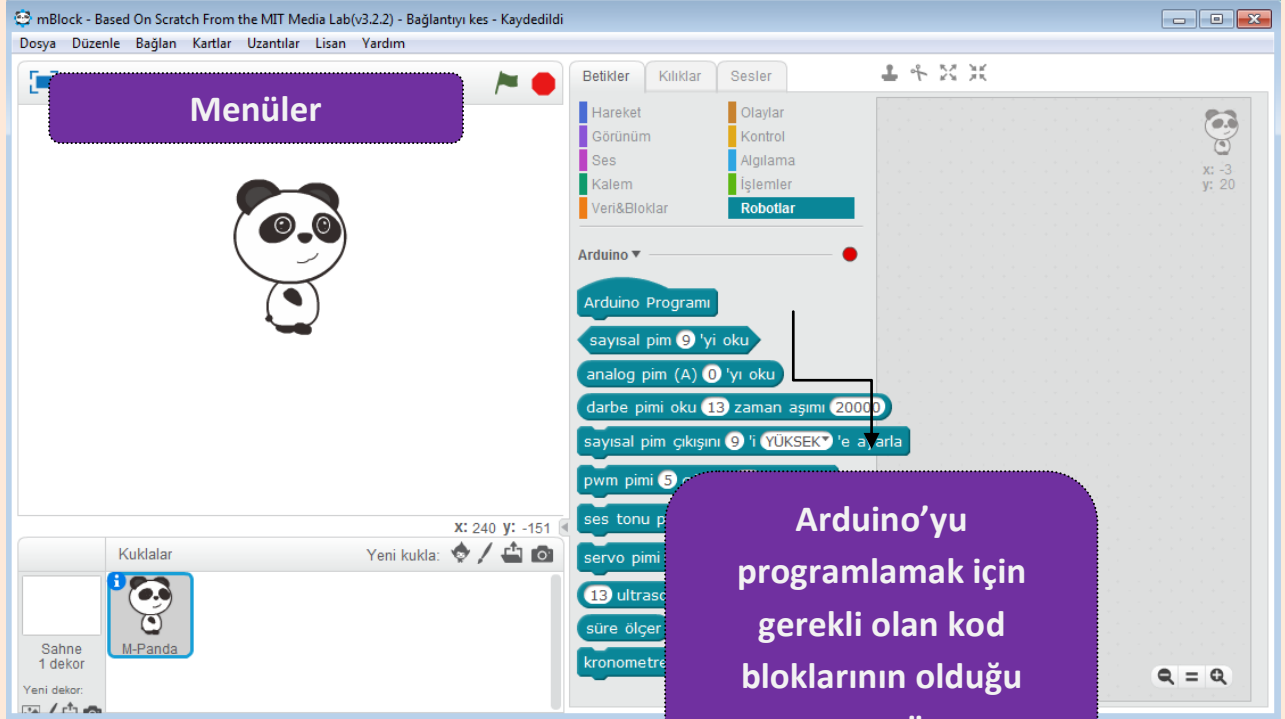 mBlock - Based On Scratch From the MIT Media Lab(v3.2.2) - Bağlantıyı kes - Kaydedildi
Dosya Düzenle Bağlan Kartlar Uzantılar Lisan Yardım
Menüler
X: 240 y: -151
Kuklalar
Yeni kukla:
Sahne
1 dekor
Yeni dekor:
M-Panda
Betikler Kılıklar Sesler
Hareket Olaylar
Görünüm Kontrol
Ses Algılama
Kalem İşlemler
Veri&Bloklar Robotlar
Arduino
Arduino Programı
sayısal pim 9 'yi oku
analog pim (A) 0 'yı oku
darbe pimi oku 13 zaman aşımı 20000
sayısal pim çıkışını 9 'i YÜKSEK 'e ayarla
pwm pimi 5
ses tonu
servo pimi
13
süre ölçer
kronometre
Arduino’yu
programlamak için
gerekli olan kod
bloklarının olduğu
x: -3
y: 20